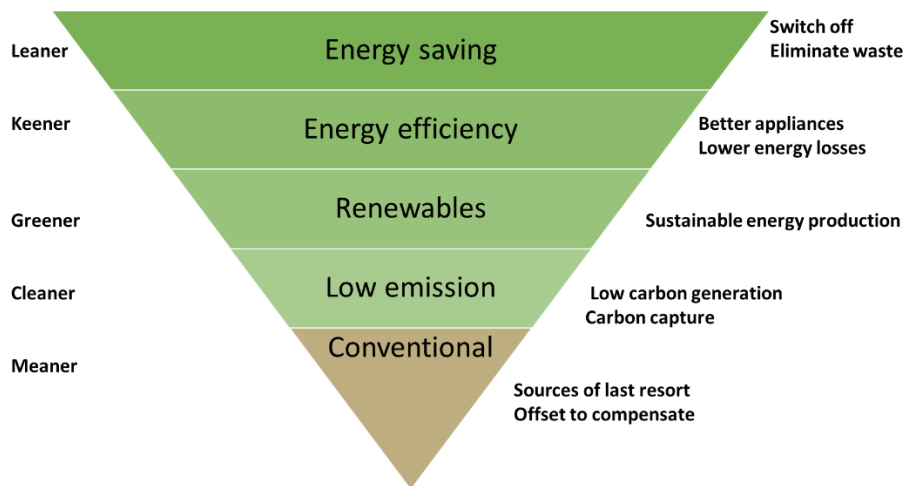 Leaner
Energy saving
Switch off
Eliminate waste
Keener
Energy efficiency
Better appliances
Lower energy losses
Greener
Renewables
Sustainable energy production
Cleaner
Low emission
Low carbon generation
Carbon capture
Meaner
Conventional
Sources of last resort
Offset to compensate